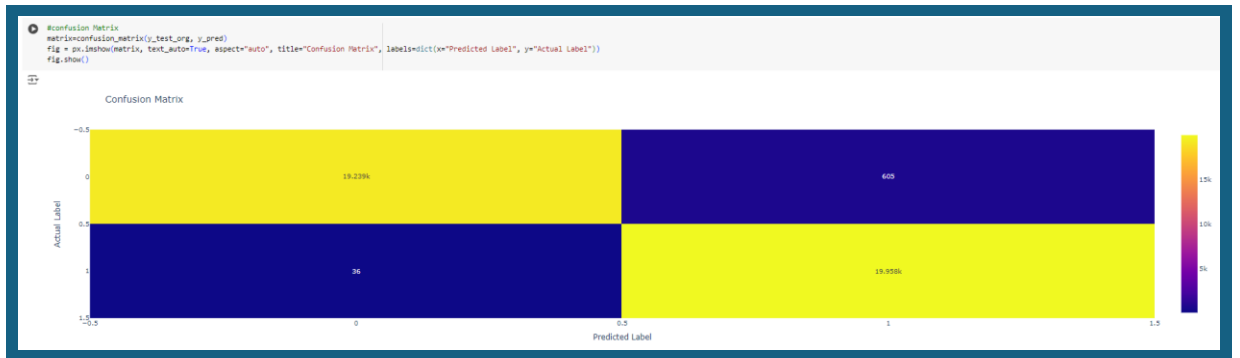 #confusion Matrix
matrix=confusion_matrix(y_test_org, y_pred)
fig = px.imshow(matrix, text_auto=True, aspect="auto", title="Confusion Matrix", labels=dict(x="Predicted Label", y="Actual Label"))
fig.show()
Confusion Matrix
−0.5
0
0.5
1
1.5
Actual Label
19.239k
605
36
19.958k
−0.5
0
0.5
1
1.5
Predicted Label
15k
10k
5k